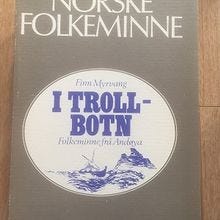 NORSKE
FOLKEMINNE
Finn Myrvang
I TROLL-
BOTN
Folkeminne frå Andøya